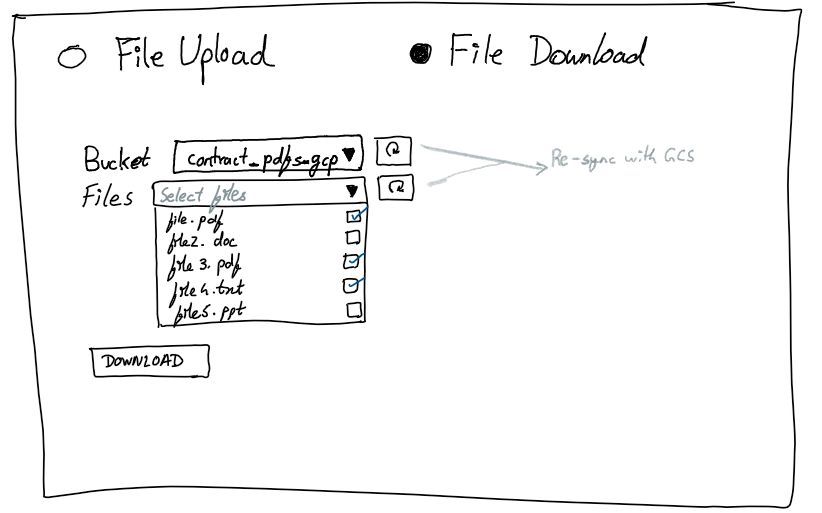 File Upload
File Download
Bucket
contract_pdfs_gcp
Re-sync with GCS
Files
Select files
file.pdf
file2.doc
file3.pdf
file4.txt
file5.ppt
DOWNLOAD